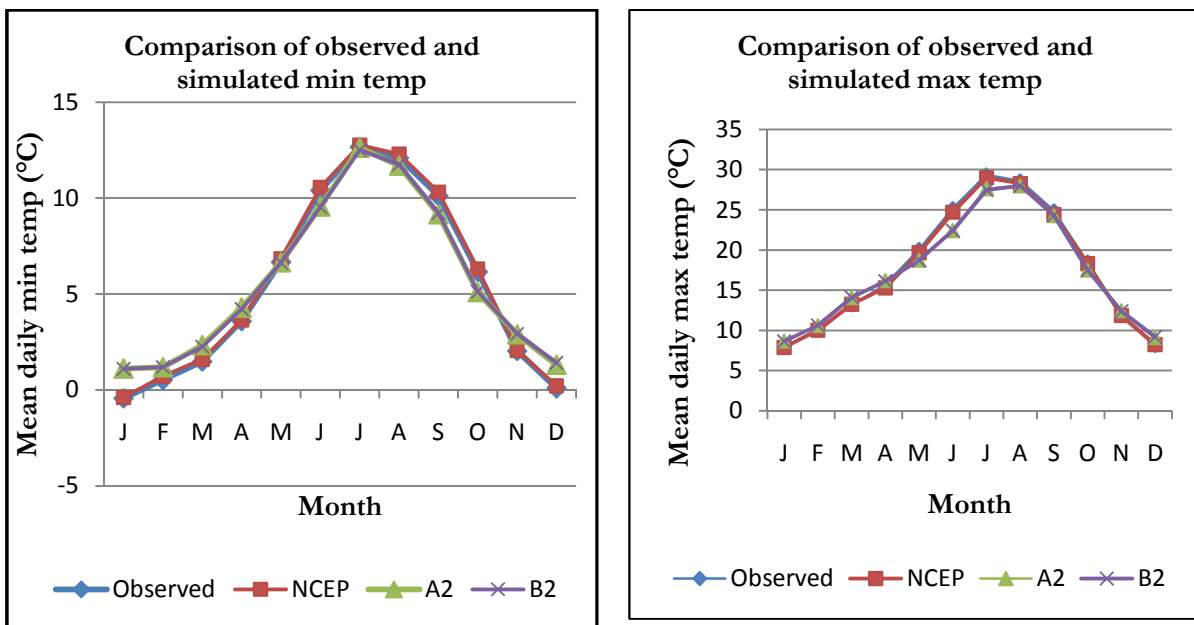 Comparison of observed and
simulated min temp
Mean daily min temp (°C)
15
10
5
0
-5
J F M A M J J A S O N D
Month
Observed NCEP A2 B2
Comparison of observed and
simulated max temp
Mean daily max temp (°C)
35
30
25
20
15
10
5
0
J F M A M J J A S O N D
Month
Observed NCEP A2 B2